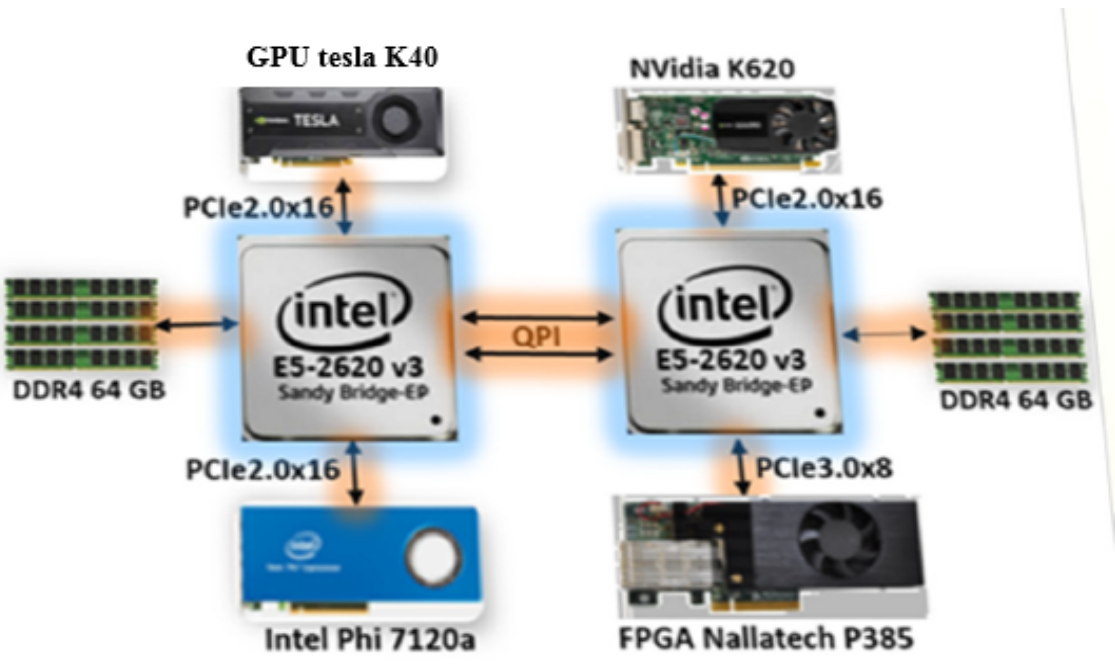 GPU tesla K40
NVidia K620
TESLA
PCIe2.0x16
PCIe2.0x16
intel
E5-2620 v3
Sandy Bridge-EP
QPI
intel
E5-2620 v3
Sandy Bridge-EP
DDR4 64 GB
DDR4 64 GB
PCIe2.0x16
PCIe3.0x8
intel
Intel Phi 7120a
FPGA Nallatech P385